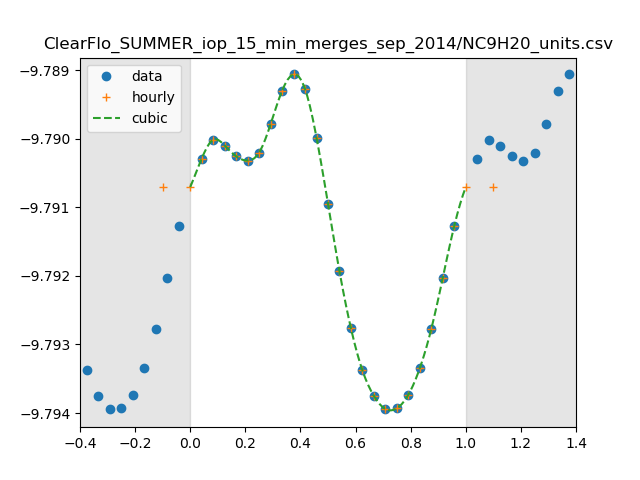 ClearFlo_SUMMER_iop_15_min_merges_sep_2014/NC9H20_units.csv
data
hourly
cubic
−9.789
−9.790
−9.791
−9.792
−9.793
−9.794
−0.4 −0.2 0.0 0.2 0.4 0.6 0.8 1.0 1.2 1.4